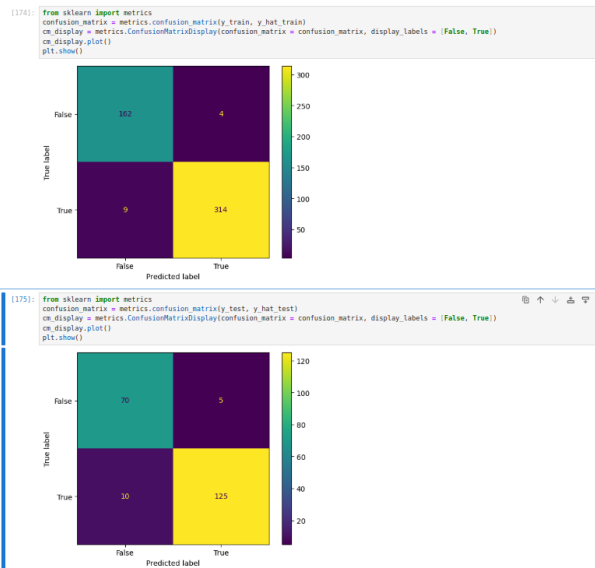 [174]: from sklearn import metrics
confusion_matrix = metrics.confusion_matrix(y_train, y_hat_train)
cm_display = metrics.ConfusionMatrixDisplay(confusion_matrix = confusion_matrix, display_labels = [False, True])
cm_display.plot()
plt.show()
300
False 162 4
250
200
True label
150
True 9 314
100
50
False True
Predicted label
[175]: from sklearn import metrics
confusion_matrix = metrics.confusion_matrix(y_test, y_hat_test)
cm_display = metrics.ConfusionMatrixDisplay(confusion_matrix = confusion_matrix, display_labels = [False, True])
cm_display.plot()
plt.show()
120
False 70 5
100
80
True label
60
True 10 125
40
20
False True
Predicted label